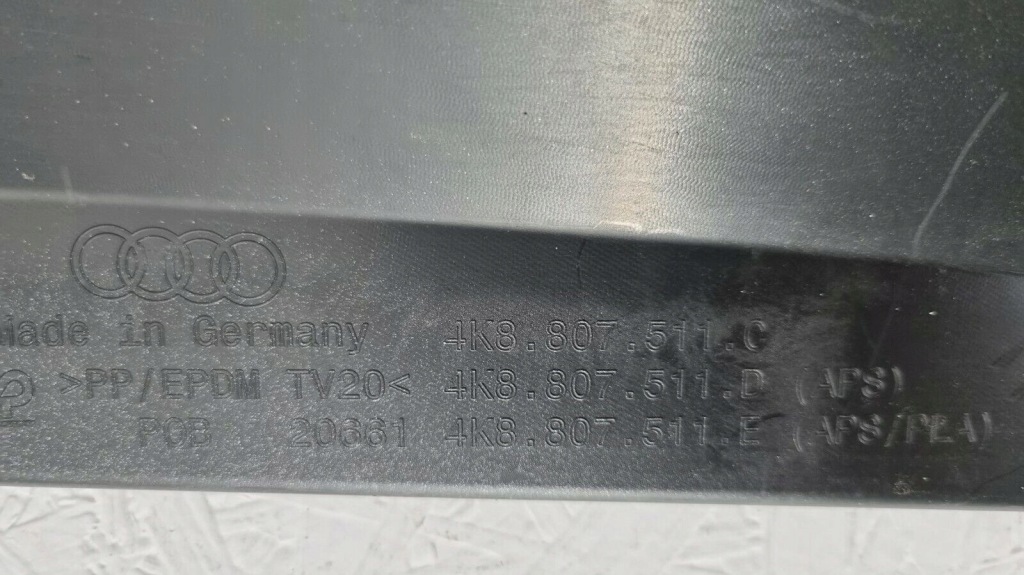 Made in Germany 4K8.807.511.C
>PP/EPDM TV20< 4K8.807.511.D (APS)
PCB 20661 4K8.807.511.E (APS/PLA)